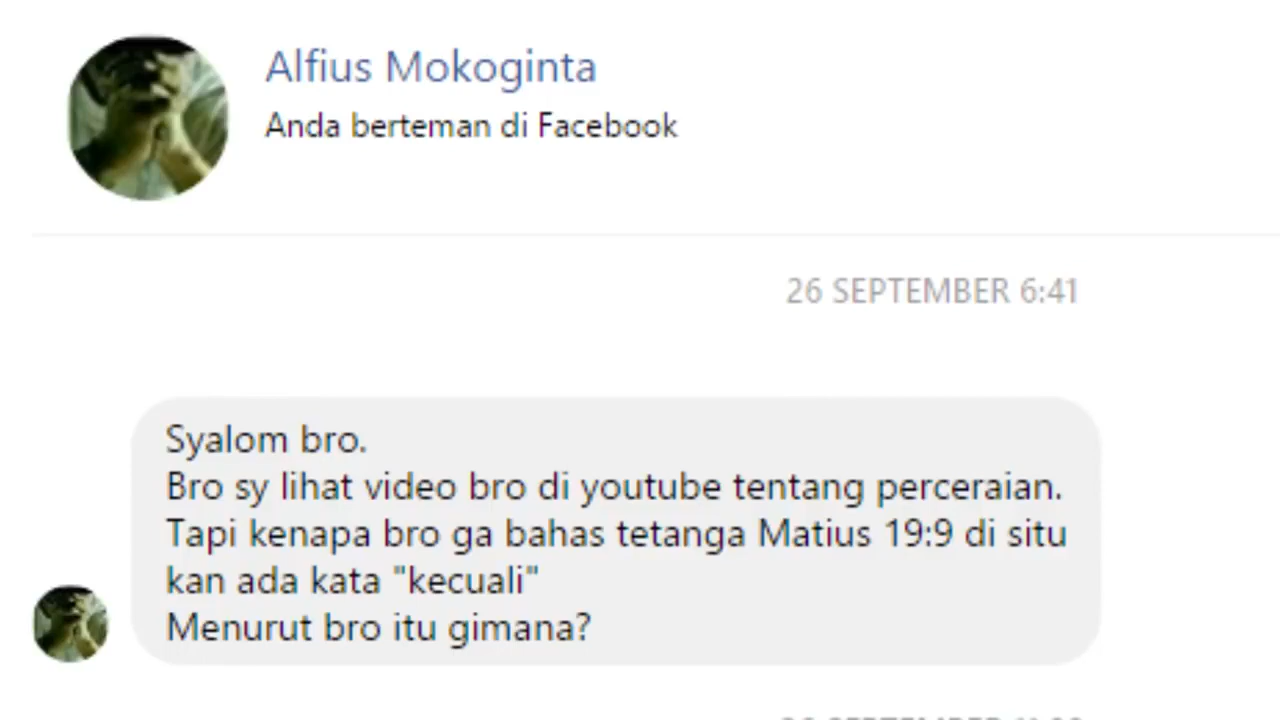 Alfius Mokoginta
Anda berteman di Facebook
26 SEPTEMBER 6:41
Syalom bro.
Bro sy lihat video bro di youtube tentang perceraian.
Tapi kenapa bro ga bahas tetanga Matius 19:9 di situ
kan ada kata "kecuali"
Menurut bro itu gimana?